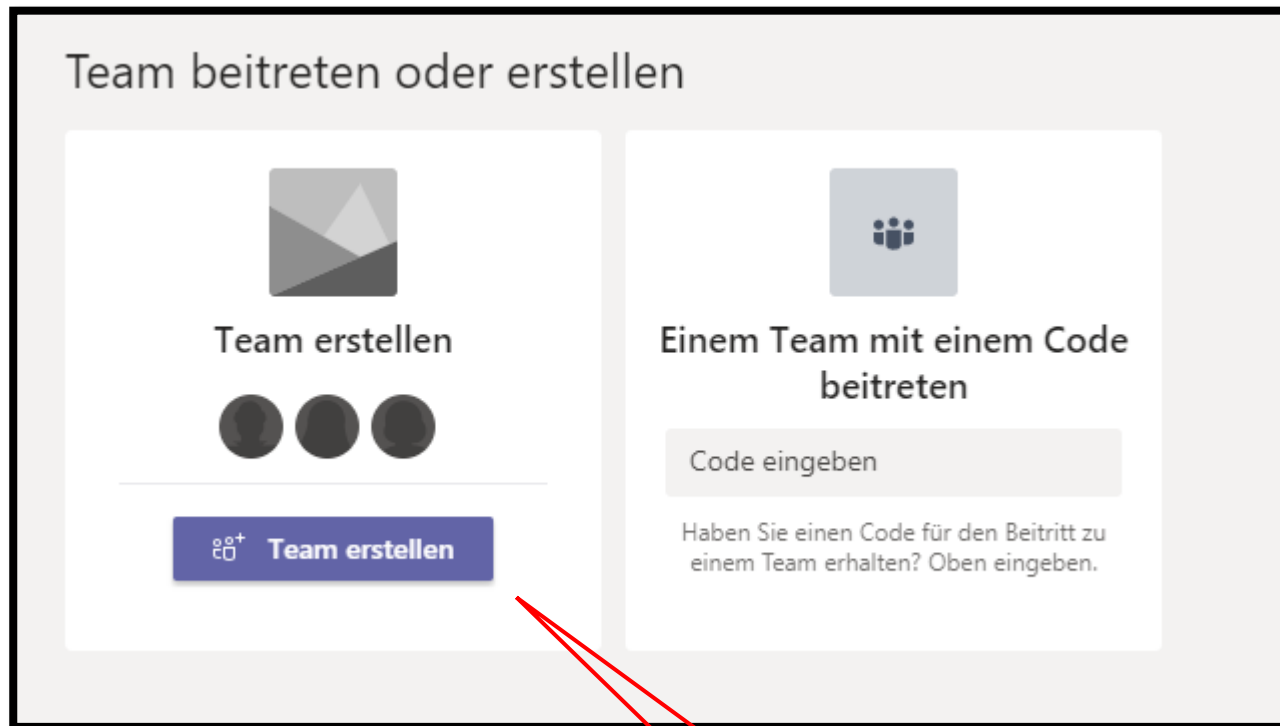 Team beitreten oder erstellen
Team erstellen
Team erstellen
Einem Team mit einem Code
beitreten
Code eingeben
Haben Sie einen Code für den Beitritt zu
einem Team erhalten? Oben eingeben.